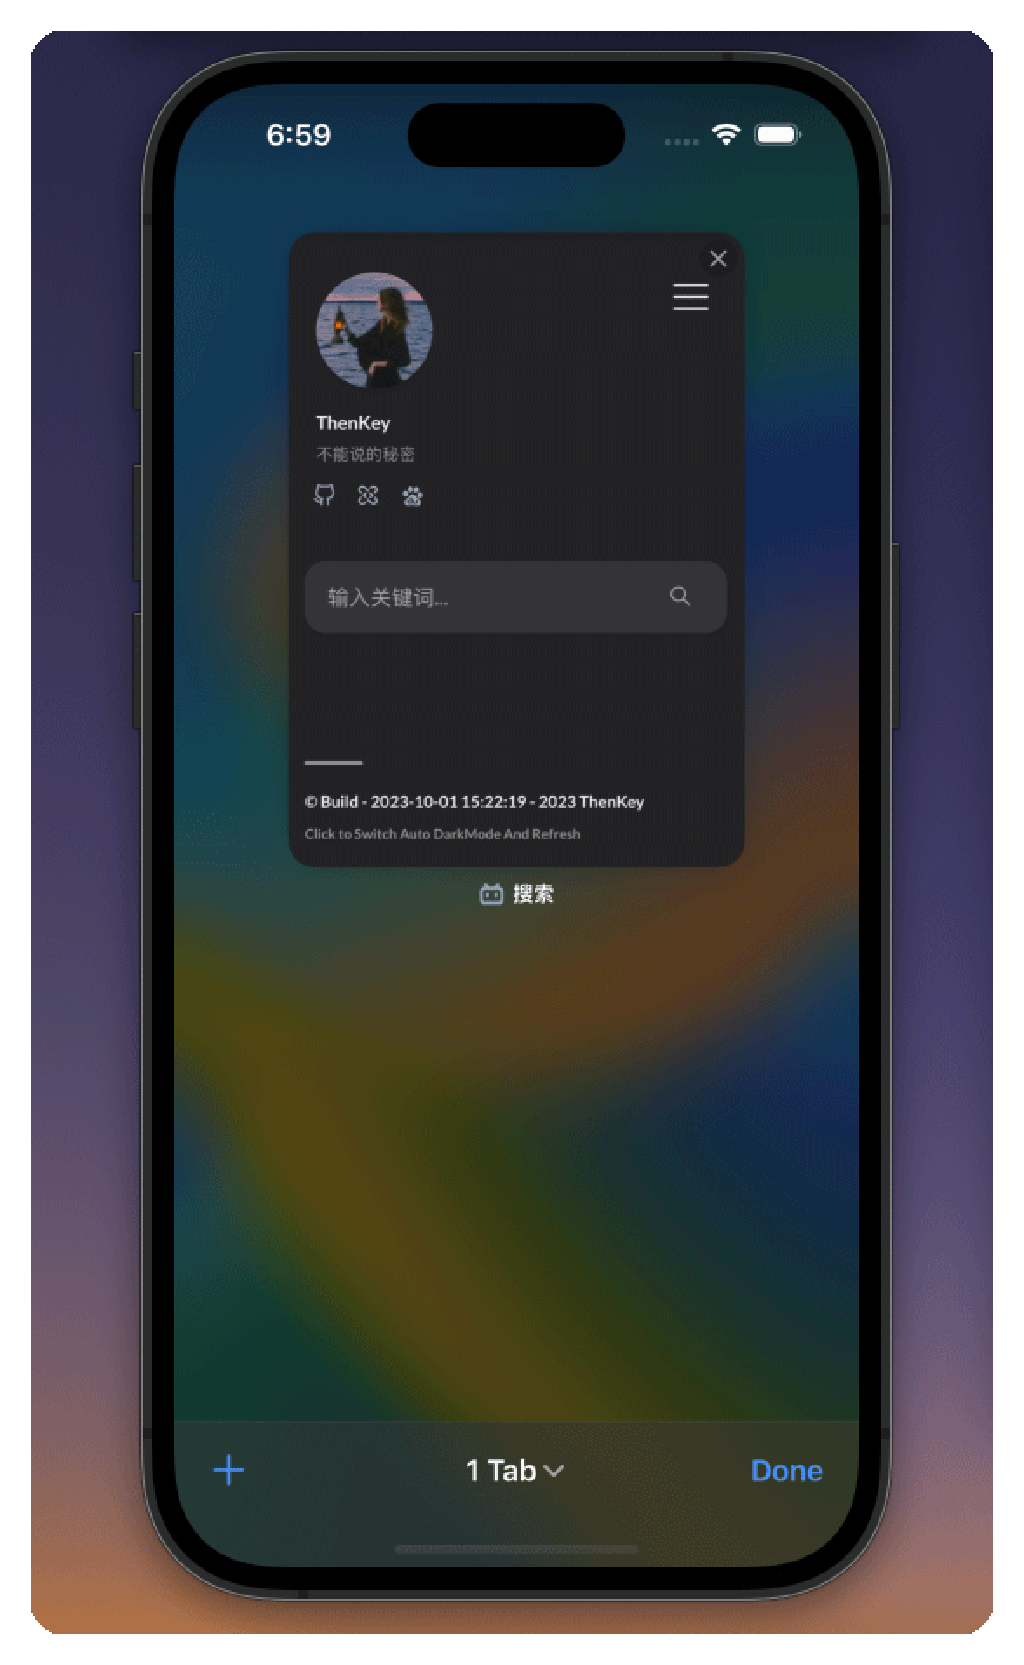 6:59
ThenKey
不能说的秘密
输入关键词...
© Build - 2023-10-01 15:22:19 - 2023 ThenKey
Click to Switch Auto DarkMode And Refresh
搜索
1 Tab
Done